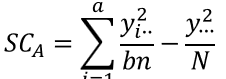 SC_A = \sum_{i=1}^{a} \frac{y_{i..}^2}{bn} - \frac{y_{...}^2}{N}